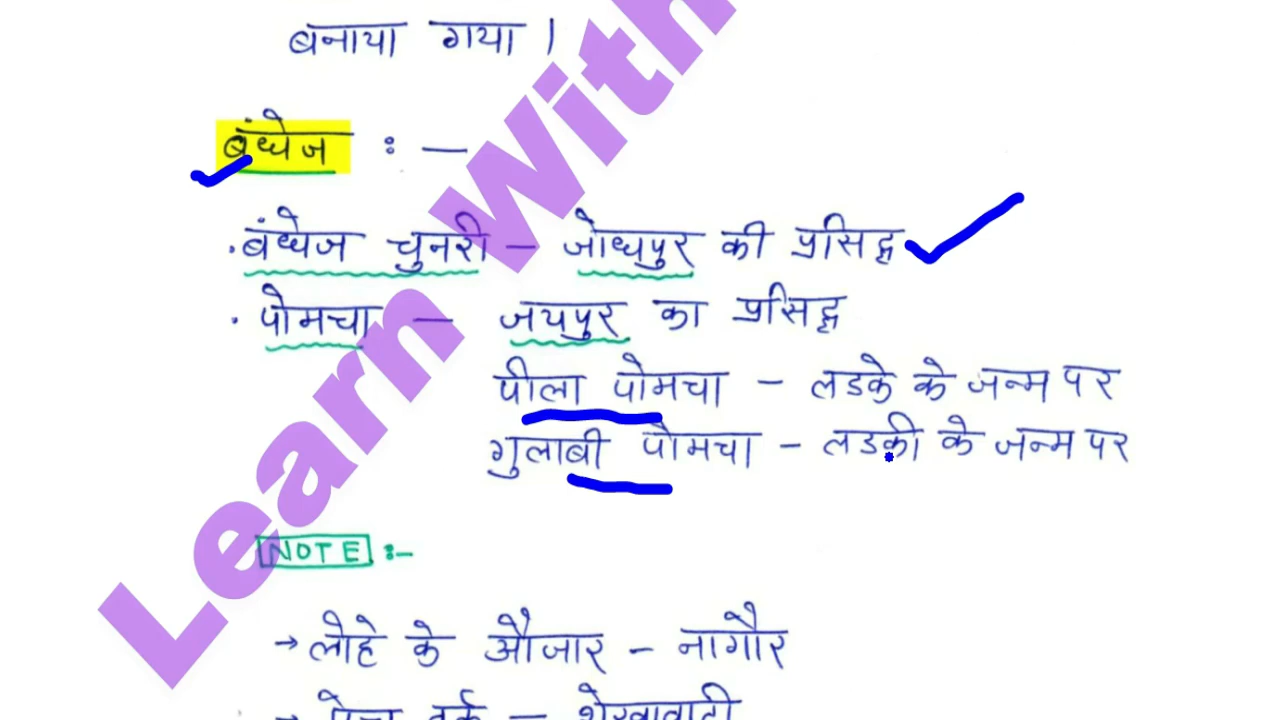 बनाया गया ।
बंधेज :—
· बंधेज चुनरी – जोधपुर की प्रसिद्ध
· पोमचा – जयपुर का प्रसिद्ध
पीला पोमचा – लडके के जन्म पर
गुलाबी पोमचा – लडकी के जन्म पर
NOTE :-
→ लोहे के औजार – नागौर
→ पेच वर्क – शेखावाटी
Learn With